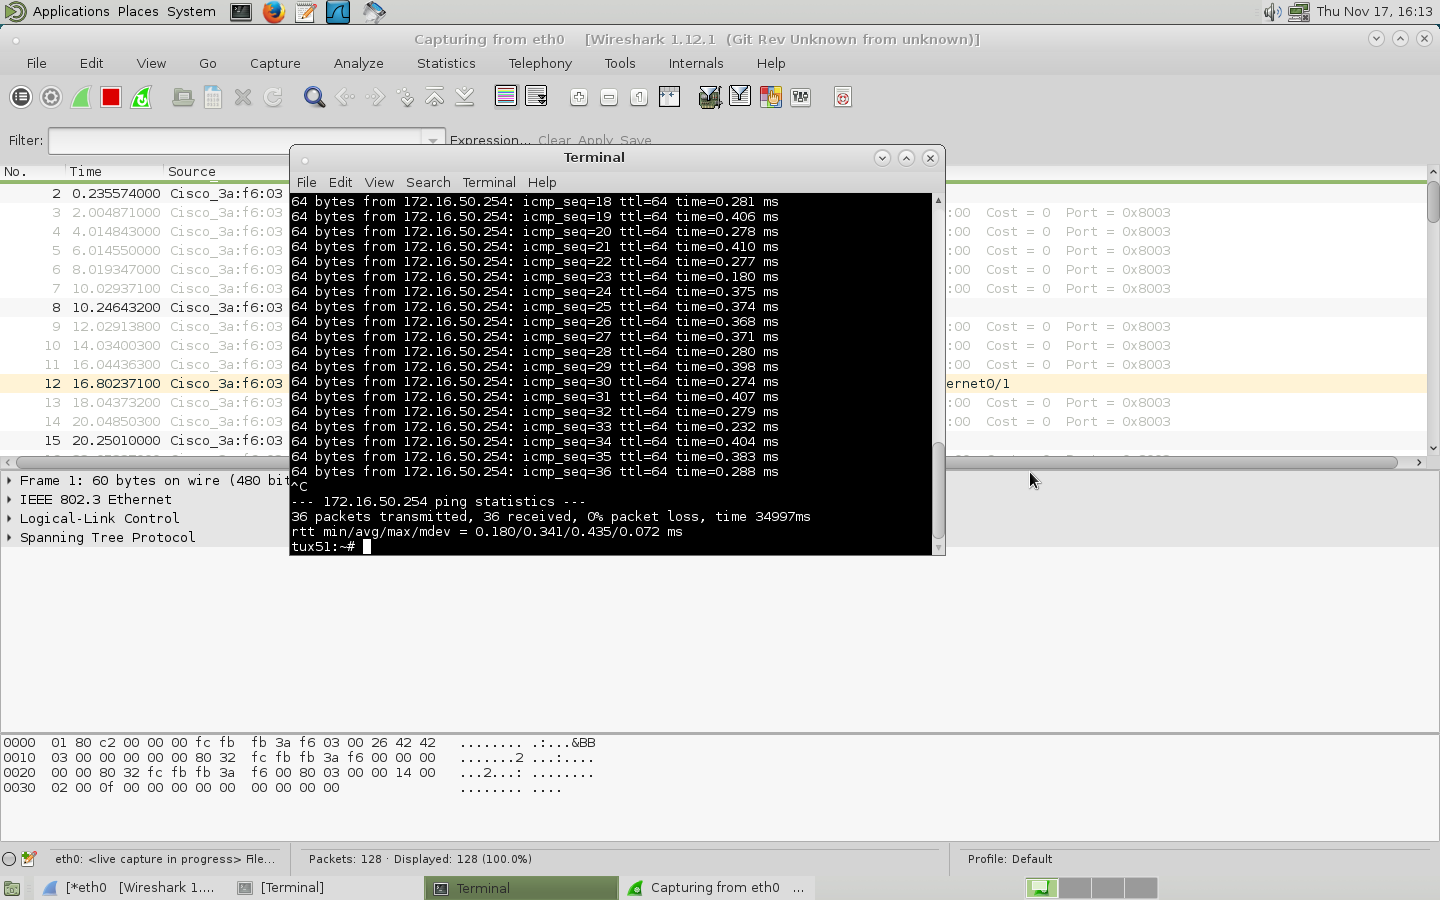 Applications Places System Thu Nov 17, 16:13
Capturing from eth0 [Wireshark 1.12.1 (Git Rev Unknown from unknown)]
File Edit View Go Capture Analyze Statistics Telephony Tools Internals Help
Filter: Expression... Clear Apply Save
No. Time Source
2 0.235574000 Cisco_3a:f6:03
3 2.004871000 Cisco_3a:f6:03 :00 Cost = 0 Port = 0x8003
4 4.014843000 Cisco_3a:f6:03 :00 Cost = 0 Port = 0x8003
5 6.014550000 Cisco_3a:f6:03 :00 Cost = 0 Port = 0x8003
6 8.019347000 Cisco_3a:f6:03 :00 Cost = 0 Port = 0x8003
7 10.02937100 Cisco_3a:f6:03 :00 Cost = 0 Port = 0x8003
8 10.24643200 Cisco_3a:f6:03
9 12.02913800 Cisco_3a:f6:03 :00 Cost = 0 Port = 0x8003
10 14.03400300 Cisco_3a:f6:03 :00 Cost = 0 Port = 0x8003
11 16.04436300 Cisco_3a:f6:03 :00 Cost = 0 Port = 0x8003
12 16.80237100 Cisco_3a:f6:03 ernet0/1
13 18.04373200 Cisco_3a:f6:03 :00 Cost = 0 Port = 0x8003
14 20.04850300 Cisco_3a:f6:03 :00 Cost = 0 Port = 0x8003
15 20.25010000 Cisco_3a:f6:03
Terminal
File Edit View Search Terminal Help
64 bytes from 172.16.50.254: icmp_seq=18 ttl=64 time=0.281 ms
64 bytes from 172.16.50.254: icmp_seq=19 ttl=64 time=0.406 ms
64 bytes from 172.16.50.254: icmp_seq=20 ttl=64 time=0.278 ms
64 bytes from 172.16.50.254: icmp_seq=21 ttl=64 time=0.410 ms
64 bytes from 172.16.50.254: icmp_seq=22 ttl=64 time=0.277 ms
64 bytes from 172.16.50.254: icmp_seq=23 ttl=64 time=0.180 ms
64 bytes from 172.16.50.254: icmp_seq=24 ttl=64 time=0.375 ms
64 bytes from 172.16.50.254: icmp_seq=25 ttl=64 time=0.374 ms
64 bytes from 172.16.50.254: icmp_seq=26 ttl=64 time=0.368 ms
64 bytes from 172.16.50.254: icmp_seq=27 ttl=64 time=0.371 ms
64 bytes from 172.16.50.254: icmp_seq=28 ttl=64 time=0.280 ms
64 bytes from 172.16.50.254: icmp_seq=29 ttl=64 time=0.398 ms
64 bytes from 172.16.50.254: icmp_seq=30 ttl=64 time=0.274 ms
64 bytes from 172.16.50.254: icmp_seq=31 ttl=64 time=0.407 ms
64 bytes from 172.16.50.254: icmp_seq=32 ttl=64 time=0.279 ms
64 bytes from 172.16.50.254: icmp_seq=33 ttl=64 time=0.232 ms
64 bytes from 172.16.50.254: icmp_seq=34 ttl=64 time=0.404 ms
64 bytes from 172.16.50.254: icmp_seq=35 ttl=64 time=0.383 ms
64 bytes from 172.16.50.254: icmp_seq=36 ttl=64 time=0.288 ms
^C
--- 172.16.50.254 ping statistics ---
36 packets transmitted, 36 received, 0% packet loss, time 34997ms
rtt min/avg/max/mdev = 0.180/0.341/0.435/0.072 ms
tux51:~#
Frame 1: 60 bytes on wire (480 bit
IEEE 802.3 Ethernet
Logical-Link Control
Spanning Tree Protocol
0000 01 80 c2 00 00 00 fc fb fb 3a f6 03 00 26 42 42 ........ .:...&BB
0010 03 00 00 00 00 00 80 32 fc fb fb 3a f6 00 00 00 .......2 ...:....
0020 00 00 80 32 fc fb fb 3a f6 00 80 03 00 00 14 00 ...2...: ........
0030 02 00 0f 00 00 00 00 00 00 00 00 00 ........ ....
eth0: <live capture in progress> File... Packets: 128 · Displayed: 128 (100.0%) Profile: Default
[*eth0 [Wireshark 1.... [Terminal] Terminal Capturing from eth0 ...